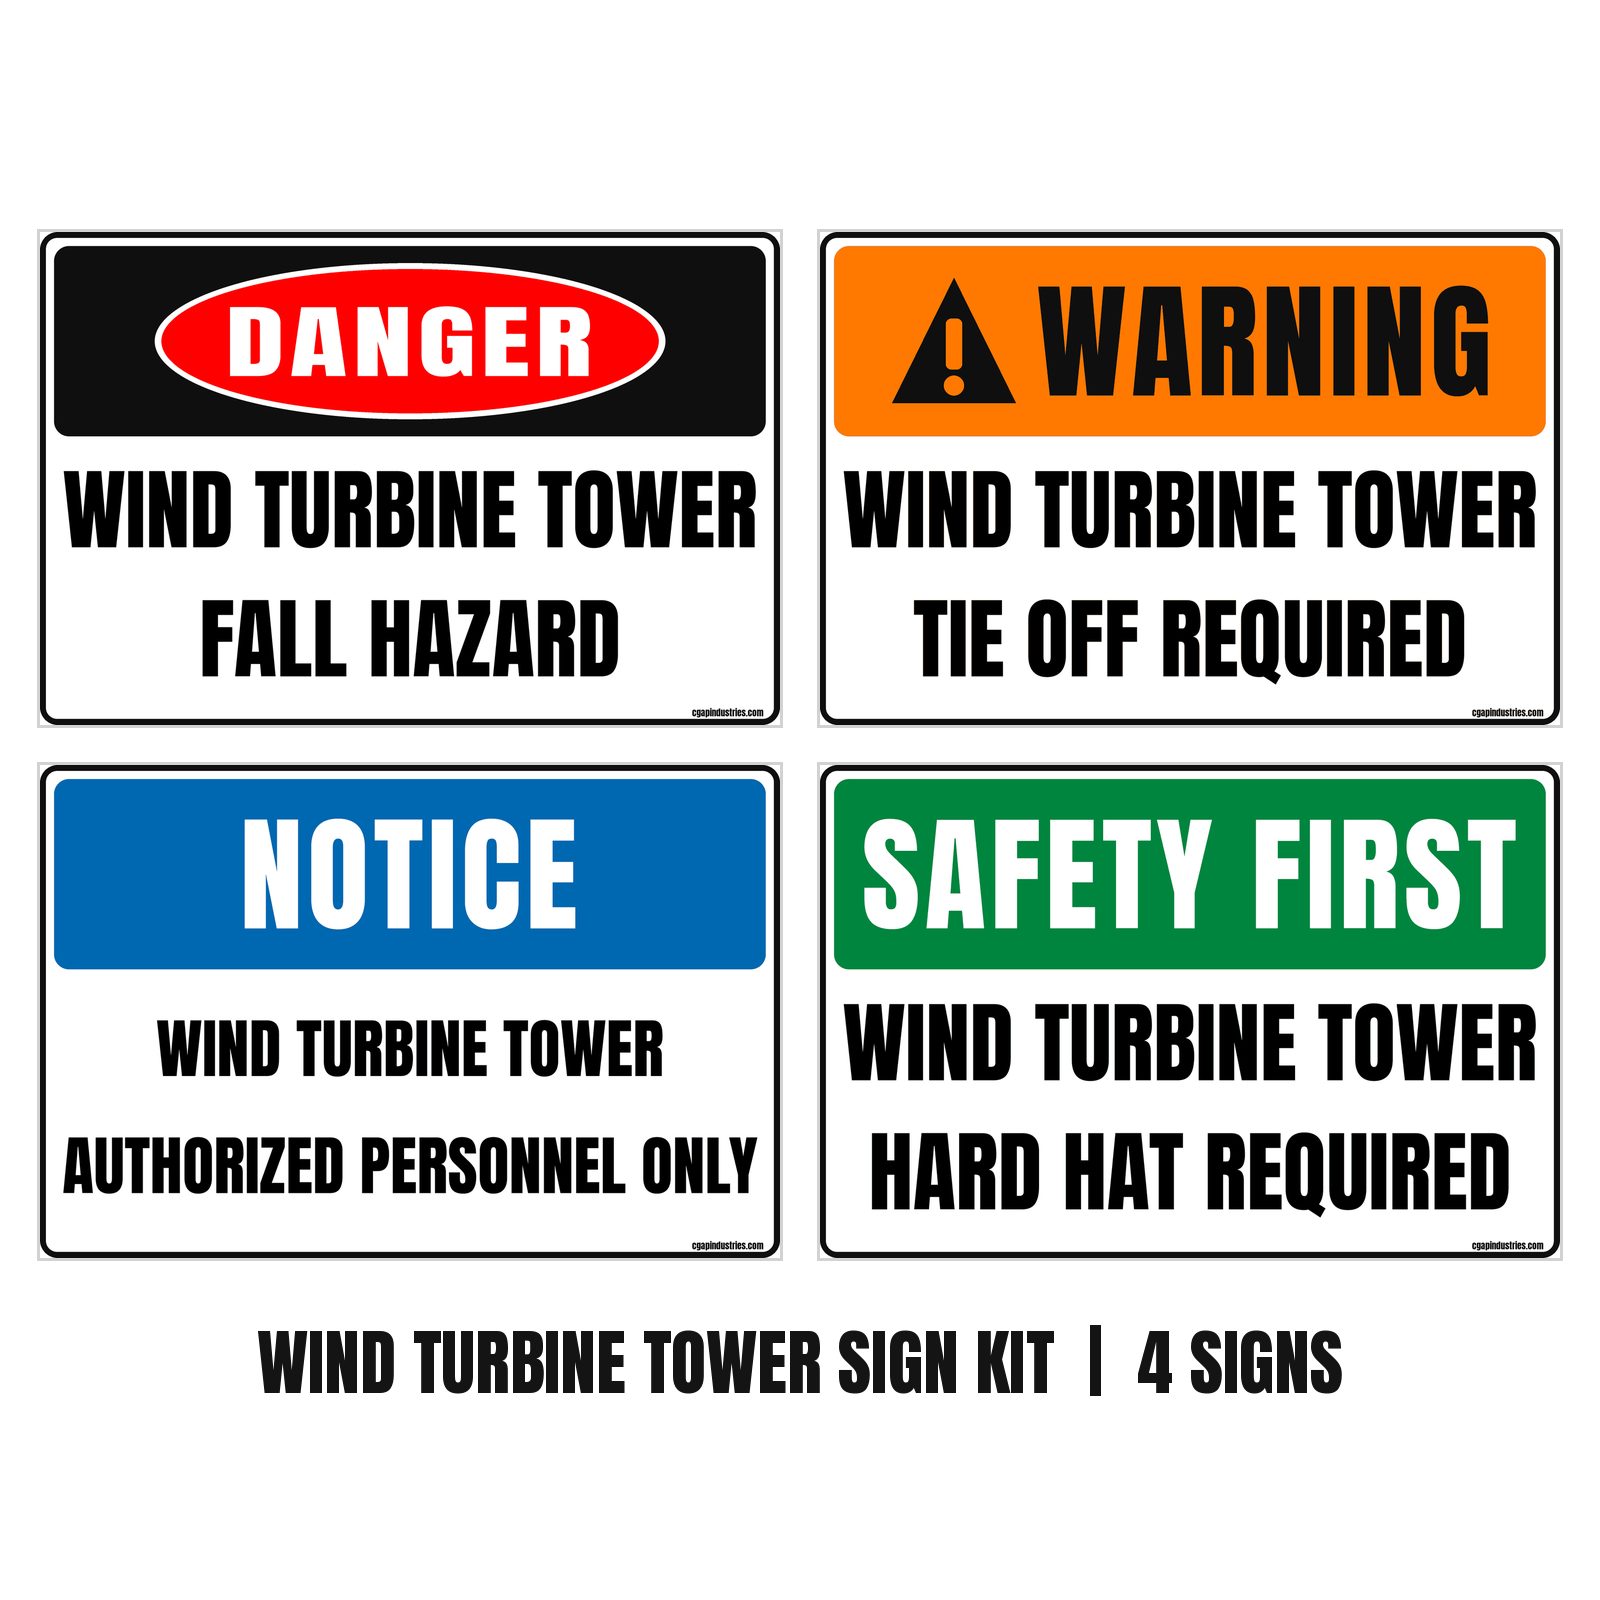 DANGER
WIND TURBINE TOWER
FALL HAZARD
cgapindustries.com
WARNING
WIND TURBINE TOWER
TIE OFF REQUIRED
cgapindustries.com
NOTICE
WIND TURBINE TOWER
AUTHORIZED PERSONNEL ONLY
cgapindustries.com
SAFETY FIRST
WIND TURBINE TOWER
HARD HAT REQUIRED
cgapindustries.com
WIND TURBINE TOWER SIGN KIT | 4 SIGNS